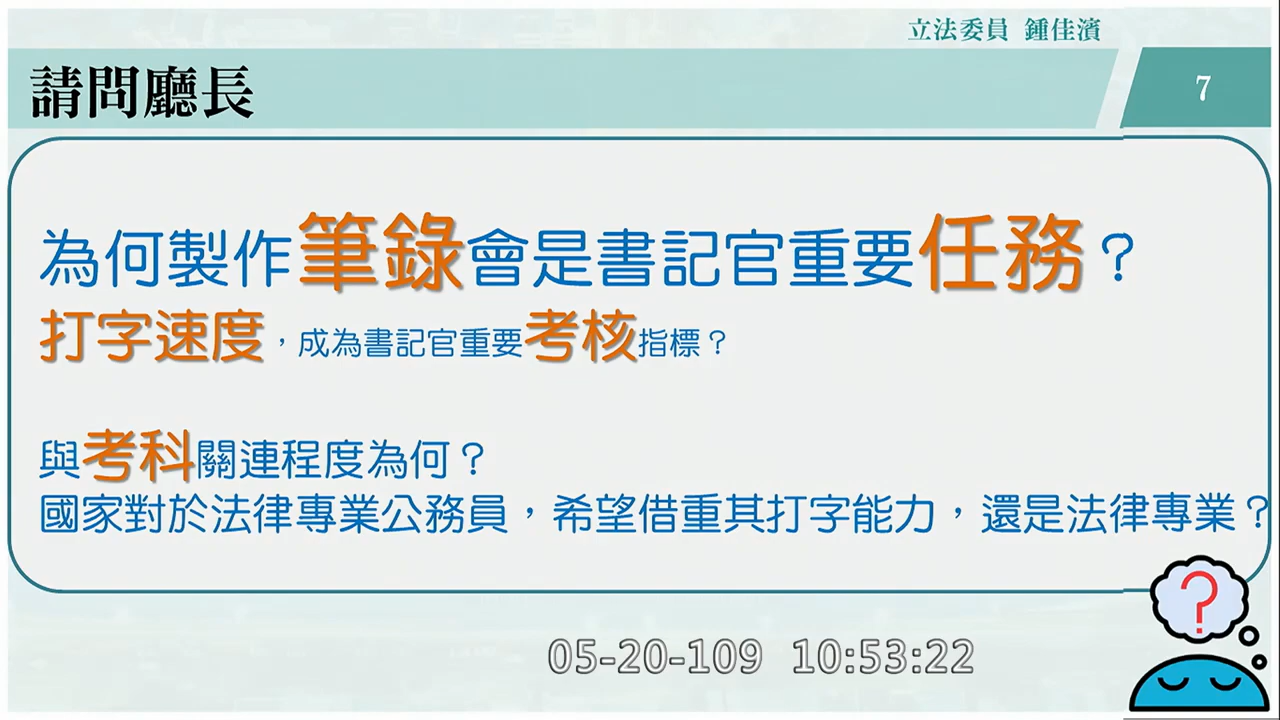 立法委員 鍾佳濱
請問廳長
7
為何製作筆錄會是書記官重要任務？
打字速度，成為書記官重要考核指標？
與考科關連程度為何？
國家對於法律專業公務員，希望借重其打字能力，還是法律專業？
?
05-20-109 10:53:22